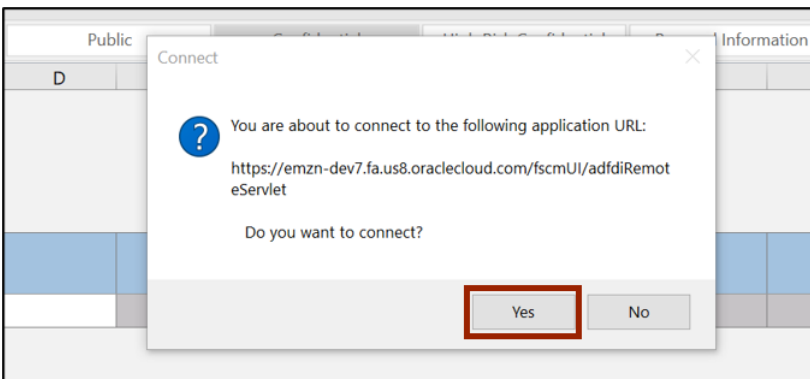 Public
Information
Connect
D
You are about to connect to the following application URL:
https://emzn-dev7.fa.us8.oraclecloud.com/fscmUI/adfdiRemot
eServlet
Do you want to connect?
Yes
No